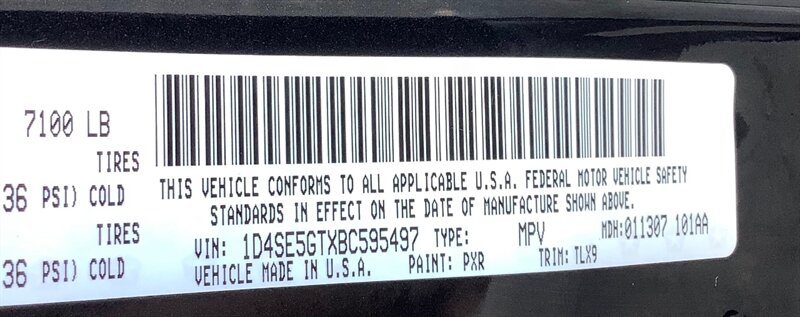 7100 LB
TIRES
36 PSI) COLD
TIRES
36 PSI) COLD
THIS VEHICLE CONFORMS TO ALL APPLICABLE U.S.A. FEDERAL MOTOR VEHICLE SAFETY
STANDARDS IN EFFECT ON THE DATE OF MANUFACTURE SHOWN ABOVE.
VIN: 1D4SE5GTXBC595497 TYPE: MPV MDH:011307 101AA
VEHICLE MADE IN U.S.A. PAINT: PXR TRIM: TLX9